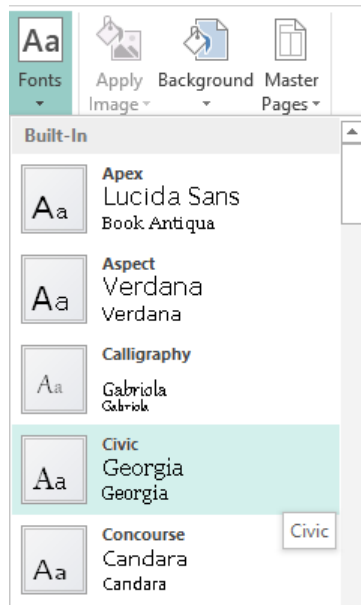 Aa
Fonts
Apply
Image
Background
Master
Pages
Built-In
Apex
Aa
Lucida Sans
Book Antiqua
Aspect
Aa
Verdana
Verdana
Calligraphy
Aa
Gabriola
Gabriola
Civic
Aa
Georgia
Georgia
Civic
Concourse
Aa
Candara
Candara